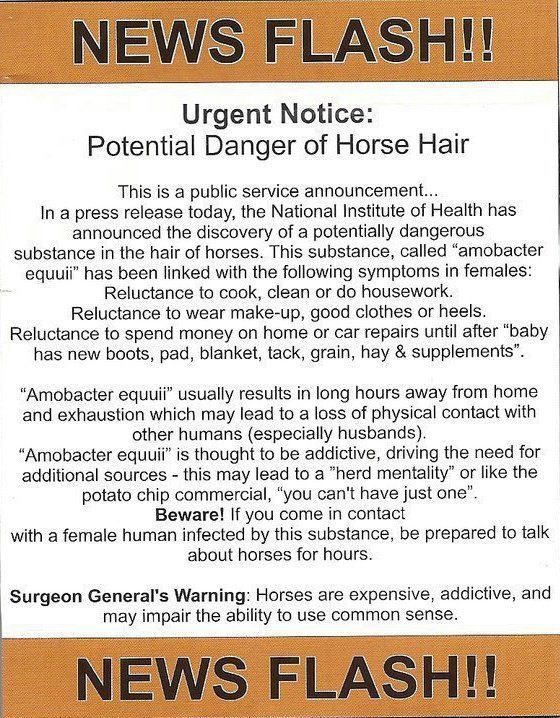 NEWS FLASH!!
Urgent Notice:
Potential Danger of Horse Hair
This is a public service announcement...
In a press release today, the National Institute of Health has
announced the discovery of a potentially dangerous
substance in the hair of horses. This substance, called “amobacter
equuii” has been linked with the following symptoms in females:
Reluctance to cook, clean or do housework.
Reluctance to wear make-up, good clothes or heels.
Reluctance to spend money on home or car repairs until after “baby
has new boots, pad, blanket, tack, grain, hay & supplements”.
“Amobacter equuii” usually results in long hours away from home
and exhaustion which may lead to a loss of physical contact with
other humans (especially husbands).
“Amobacter equuii” is thought to be addictive, driving the need for
additional sources - this may lead to a ”herd mentality” or like the
potato chip commercial, “you can't have just one”.
Beware! If you come in contact
with a female human infected by this substance, be prepared to talk
about horses for hours.
Surgeon General's Warning: Horses are expensive, addictive, and
may impair the ability to use common sense.
NEWS FLASH!!